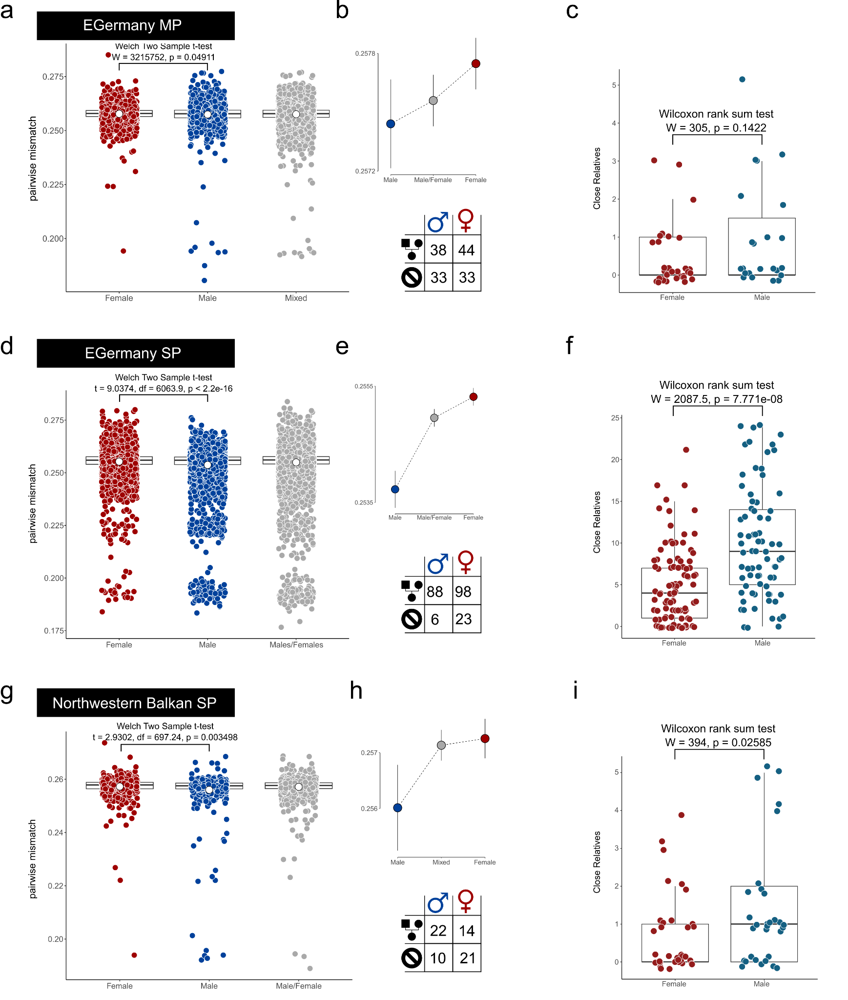 a
EGermany MP
Welch Two Sample t-test
W = 3215752, p = 0.04911
pairwise mismatch
0.275
0.250
0.225
0.200
Female
Male
Mixed
b
0.2578
0.2572
Male
Male/Female
Female
♂ ♀
38 44
33 33
c
Wilcoxon rank sum test
W = 305, p = 0.1422
Close Relatives
5
4
3
2
1
0
Female
Male
d
EGermany SP
Welch Two Sample t-test
t = 9.0374, df = 6063.9, p < 2.2e-16
pairwise mismatch
0.275
0.250
0.225
0.200
0.175
Female
Male
Males/Females
e
0.2555
0.2535
Male
Male/Female
Female
♂ ♀
88 98
6 23
f
Wilcoxon rank sum test
W = 2087.5, p = 7.771e-08
Close Relatives
25
20
15
10
5
0
Female
Male
g
Northwestern Balkan SP
Welch Two Sample t-test
t = 2.9302, df = 697.24, p = 0.003498
pairwise mismatch
0.26
0.24
0.22
0.20
Female
Male
Male/Female
h
0.257
0.256
Male
Mixed
Female
♂ ♀
22 14
10 21
i
Wilcoxon rank sum test
W = 394, p = 0.02585
Close Relatives
5
4
3
2
1
0
Female
Male